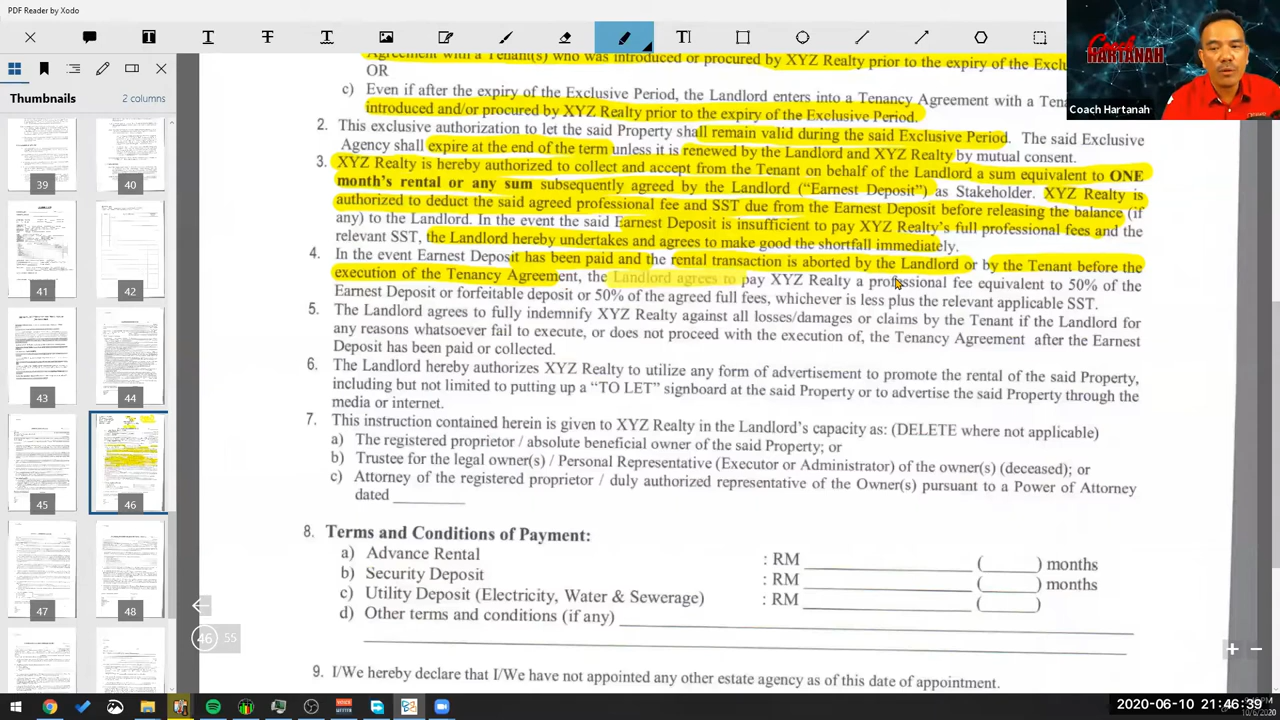 PDF Reader by Xodo
Thumbnails
2 columns
39
40
41
42
43
44
45
46
47
48
Coach
HARTANAH
Coach Hartanah
Agreement with a Tenant(s) who was introduced or procured by XYZ Realty prior to the expiry of the
OR
c) Even if after the expiry of the Exclusive Period, the Landlord enters into a Tenancy Agreement with a
introduced and/or procured by XYZ Realty prior to the expiry of the Exclusive Period.
2. This exclusive authorization to let the said Property shall remain valid during the said Exclusive Period. The said Exclusive
Agency shall expire at the end of the term unless it is renewed by the Landlord and XYZ Realty by mutual consent.
3. XYZ Realty is hereby authorized to collect and accept from the Tenant on behalf of the Landlord a sum equivalent to ONE
month's rental or any sum subsequently agreed by the Landlord ("Earnest Deposit") as Stakeholder. XYZ Realty is
authorized to deduct the said agreed professional fee and SST due from the Earnest Deposit before releasing the balance (if
any) to the Landlord. In the event the said Earnest Deposit is insufficient to pay XYZ Realty's full professional fees and the
relevant SST, the Landlord hereby undertakes and agrees to make good the shortfall immediately.
4. In the event Earnest Deposit has been paid and the rental transaction is aborted by the Landlord or by the Tenant before the
execution of the Tenancy Agreement, the Landlord agrees to pay XYZ Realty a professional fee equivalent to 50% of the
Earnest Deposit or forfeitable deposit or 50% of the agreed full fees, whichever is less plus the relevant applicable SST.
5. The Landlord agrees to fully indemnify XYZ Realty against all losses/damages or claims by the Tenant if the Landlord for
any reasons whatsoever fail to execute, or does not proceed with the execution of, the Tenancy Agreement after the Earnest
Deposit has been paid or collected.
6. The Landlord hereby authorizes XYZ Realty to utilize any form of advertisement to promote the rental of the said Property,
including but not limited to putting up a "TO LET" signboard at the said Property or to advertise the said Property through the
media or internet.
7. This instruction contained herein is given to XYZ Realty in the Landlord's capacity as: (DELETE where not applicable)
a) The registered proprietor / absolute beneficial owner of the said Property; or
b) Trustee for the legal owner(s) / Personal Representative (Executor or Administrator) of the owner(s) (deceased); or
c) Attorney of the registered proprietor / duly authorized representative of the Owner(s) pursuant to a Power of Attorney
dated ________
8. Terms and Conditions of Payment:
a) Advance Rental : RM ____________________ (______) months
b) Security Deposit : RM ____________________ (______) months
c) Utility Deposit (Electricity, Water & Sewerage) : RM ____________________ (______)
d) Other terms and conditions (if any) ____________________
9. I/We hereby declare that I/We have not appointed any other estate agency as of this date of appointment.
46 55
2020-06-10 21:46:39